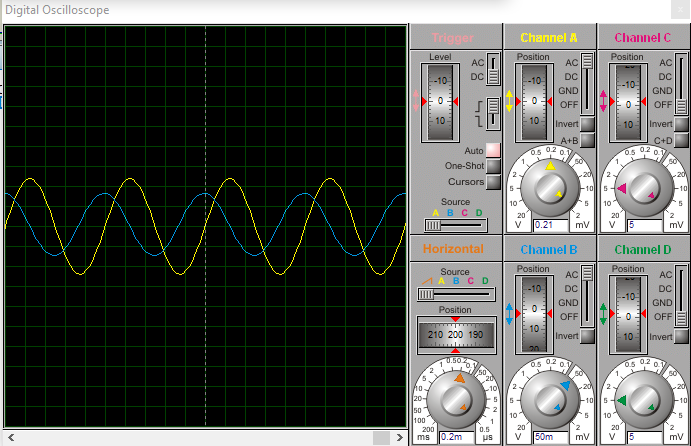 Digital Oscilloscope
Trigger
Level
AC
DC
-10
0
10
Auto
One-Shot
Cursors
Source
A B C D
Channel A
Position
AC
DC
GND
OFF
-10
0
10
Invert
A+B
0.5 0.2 0.1
1 50
2 20
5 10
10 5
20 2
V 0.21 mV
Channel C
Position
AC
DC
GND
OFF
-10
0
10
Invert
C+D
0.5 0.2 0.1
1 50
2 20
5 10
10 5
20 2
V 5 mV
Horizontal
Source
A B C D
Position
210 200 190
0.5
1
2
5
10
20
50
100
200
ms 0.2m µs
Channel B
Position
AC
DC
GND
OFF
-10
0
10
20
Invert
0.5 0.2 0.1
1 50
2 20
5 10
10 5
20 2
V 50m mV
Channel D
Position
AC
DC
GND
OFF
-10
0
10
Invert
0.5 0.2 0.1
1 50
2 20
5 10
10 5
20 2
V 5 mV